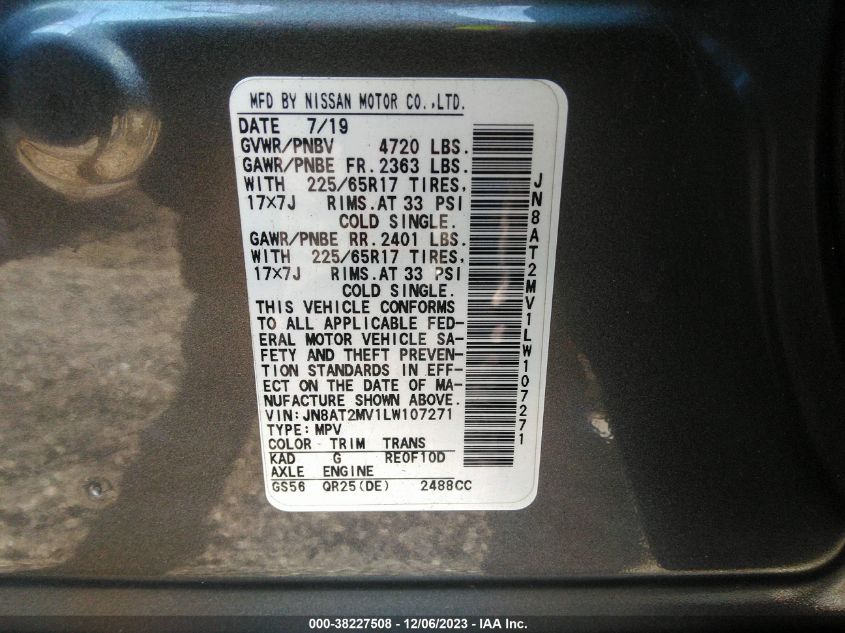 MFD BY NISSAN MOTOR CO.,LTD.
DATE 7/19
GVWR/PNBV 4720 LBS.
GAWR/PNBE FR. 2363 LBS.
WITH 225/65R17 TIRES,
17×7J RIMS.AT 33 PSI
COLD SINGLE.
GAWR/PNBE RR. 2401 LBS.
WITH 225/65R17 TIRES,
17×7J RIMS.AT 33 PSI
COLD SINGLE.
THIS VEHICLE CONFORMS
TO ALL APPLICABLE FED-
ERAL MOTOR VEHICLE SA-
FETY AND THEFT PREVEN-
TION STANDARDS IN EFF-
ECT ON THE DATE OF MA-
NUFACTURE SHOWN ABOVE.
VIN:JN8AT2MV1LW107271
TYPE:MPV
COLOR TRIM TRANS
KAD G RE0F10D
AXLE ENGINE
GS56 QR25(DE) 2488CC
JN8AT2MV1LW107271
000-38227508 - 12/06/2023 - IAA Inc.